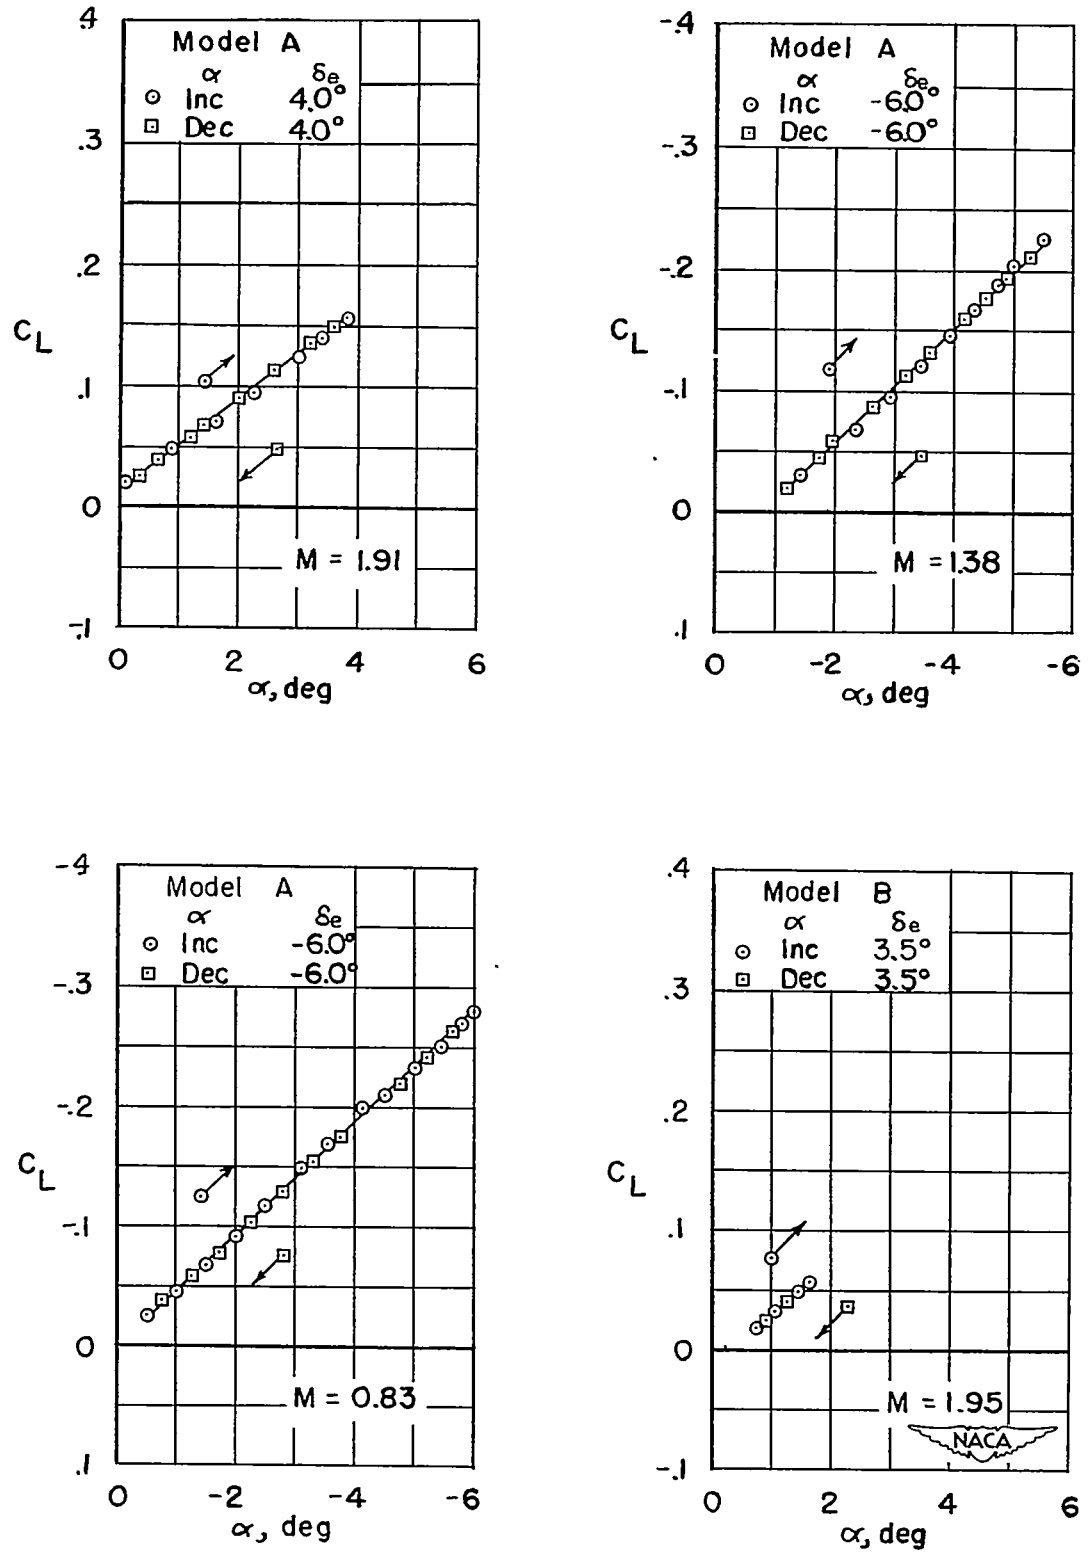 .4
Model A
α δe
Inc 4.0°
Dec 4.0°
.3
.2
CL
.1
0
M = 1.91
-.1
0 2 4 6
α, deg
-.4
Model A
α δe
Inc -6.0°
Dec -6.0°
-.3
-.2
CL
-.1
0
M = 1.38
.1
0 -2 -4 -6
α, deg
-.4
Model A
α δe
Inc -6.0°
Dec -6.0°
-.3
-.2
CL
-.1
0
M = 0.83
.1
0 -2 -4 -6
α, deg
.4
Model B
α δe
Inc 3.5°
Dec 3.5°
.3
.2
CL
.1
0
M = 1.95
NACA
-.1
0 2 4 6
α, deg